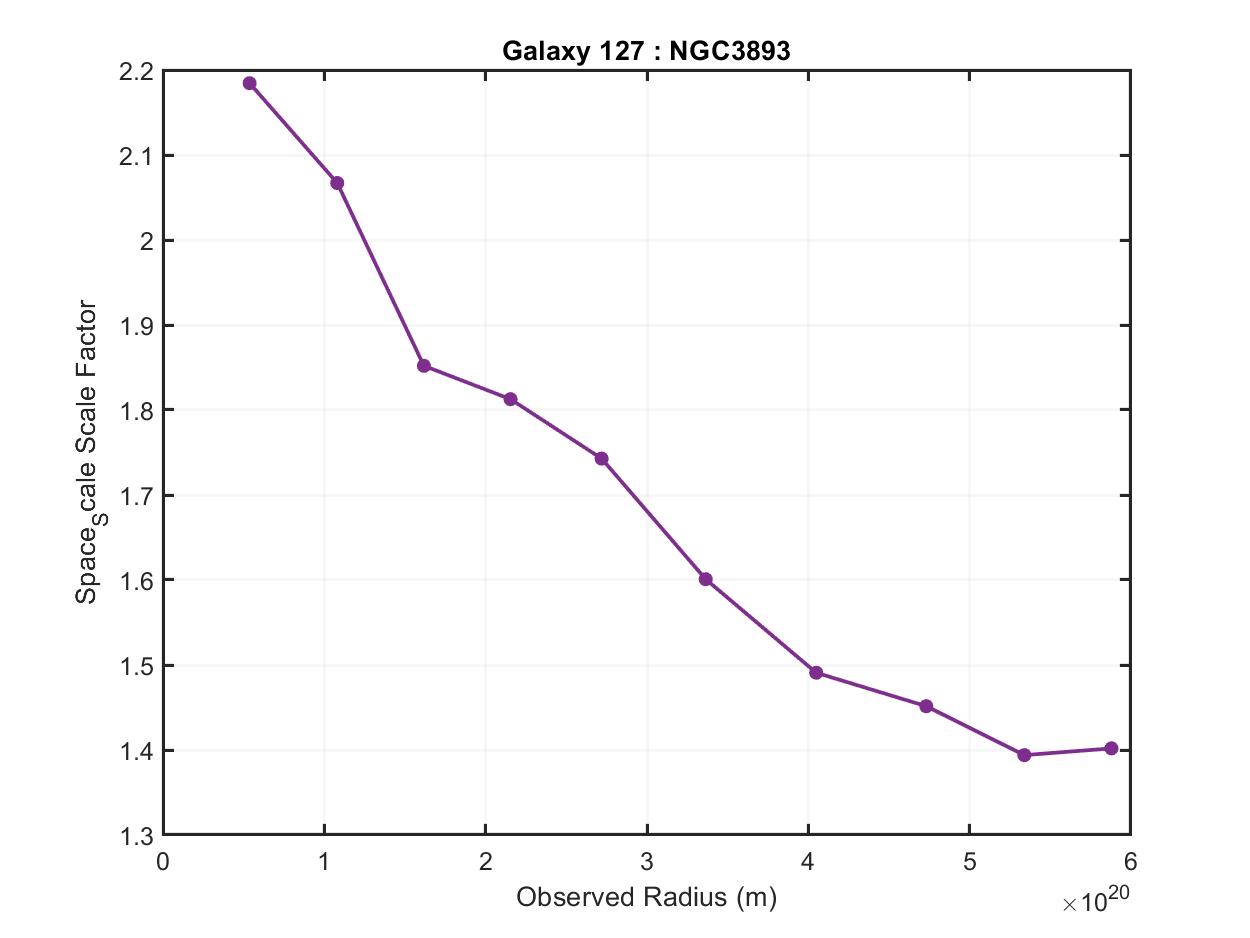 Galaxy 127 : NGC3893
2.2
2.1
2
1.9
1.8
1.7
1.6
1.5
1.4
1.3
Space_Scale Scale Factor
0 1 2 3 4 5 6
Observed Radius (m)
×10^20